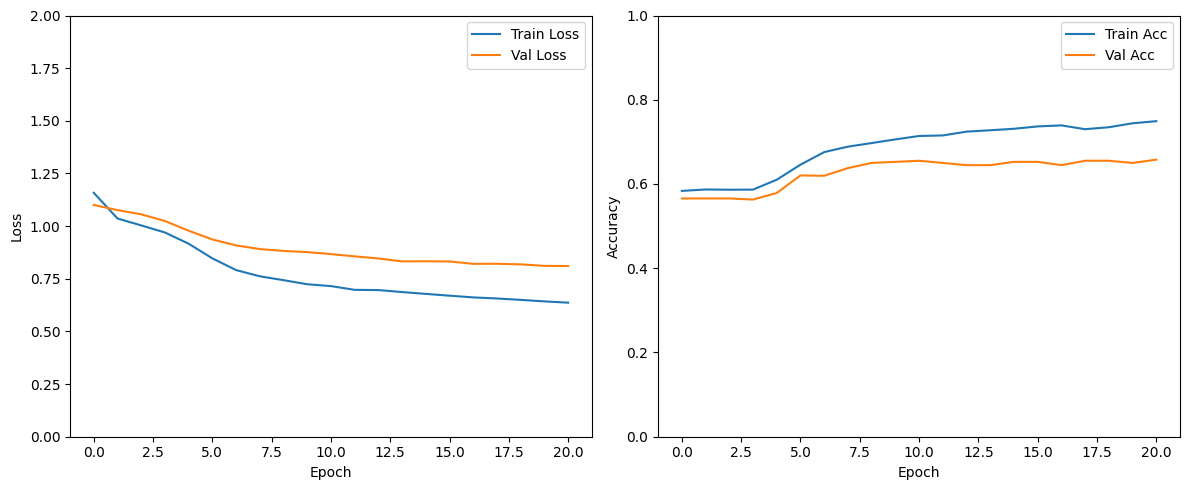 2.00
1.75
1.50
1.25
1.00
0.75
0.50
0.25
0.00
Loss
0.0 2.5 5.0 7.5 10.0 12.5 15.0 17.5 20.0
Epoch
Train Loss
Val Loss
1.0
0.8
0.6
0.4
0.2
0.0
Accuracy
0.0 2.5 5.0 7.5 10.0 12.5 15.0 17.5 20.0
Epoch
Train Acc
Val Acc